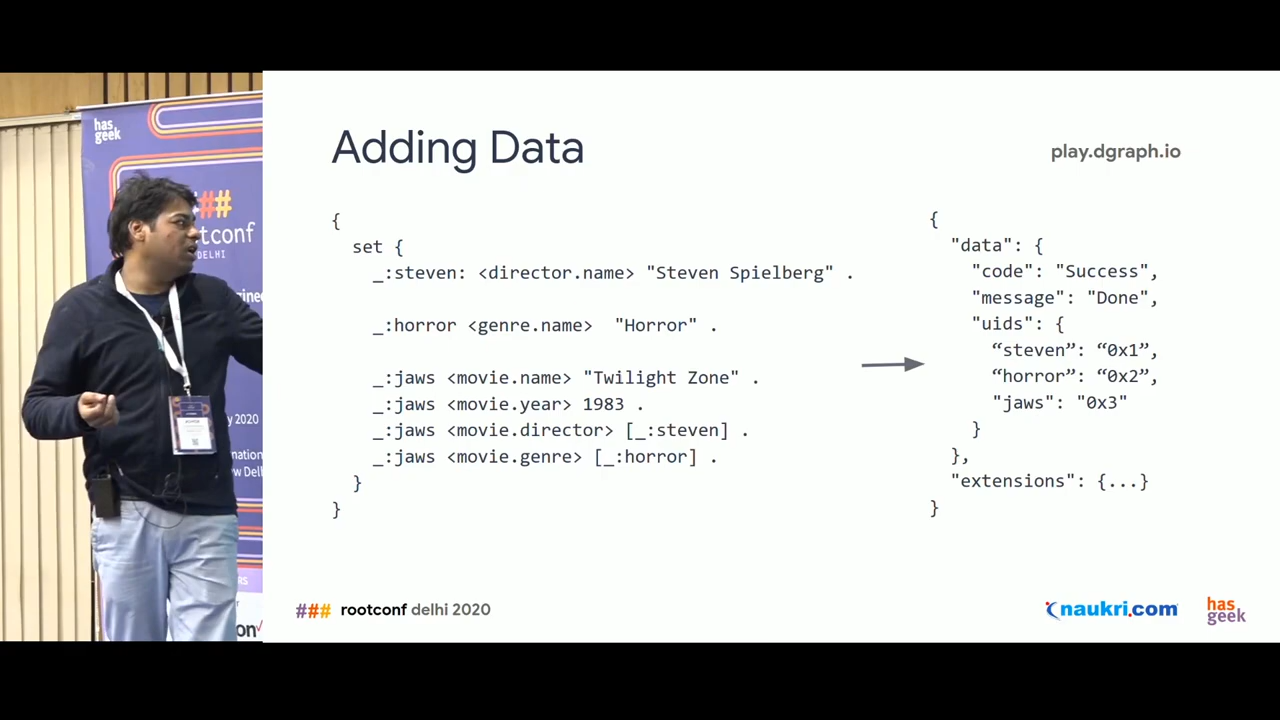 has
geek
##
tconf
DELHI
2020
Adding Data
play.dgraph.io
{
set {
_:steven: <director.name> "Steven Spielberg" .
_:horror <genre.name> "Horror" .
_:jaws <movie.name> "Twilight Zone" .
_:jaws <movie.year> 1983 .
_:jaws <movie.director> [_:steven] .
_:jaws <movie.genre> [_:horror] .
}
}
{
"data": {
"code": "Success",
"message": "Done",
"uids": {
“steven”: “0x1”,
“horror”: “0x2”,
"jaws": "0x3"
}
},
"extensions": {...}
}
### rootconf delhi 2020
naukri.com
has
geek